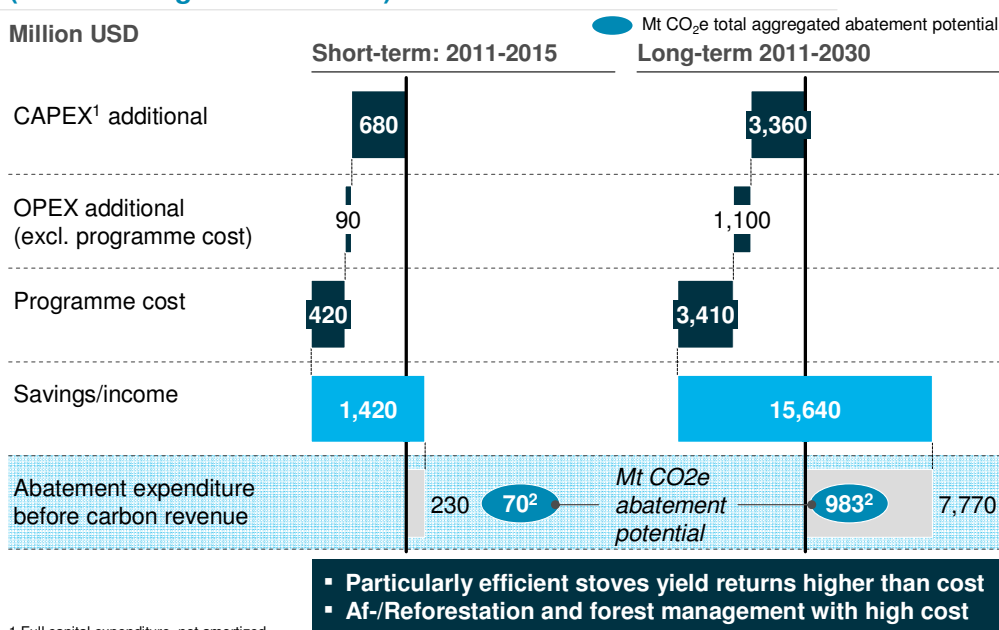 Million USD
Mt CO₂e total aggregated abatement potential
Short-term: 2011-2015
Long-term 2011-2030
CAPEX¹ additional
680
3,360
OPEX additional
(excl. programme cost)
90
1,100
Programme cost
420
3,410
Savings/income
1,420
15,640
Abatement expenditure
before carbon revenue
230
70²
Mt CO2e
abatement
potential
983²
7,770
▪ Particularly efficient stoves yield returns higher than cost
▪ Af-/Reforestation and forest management with high cost